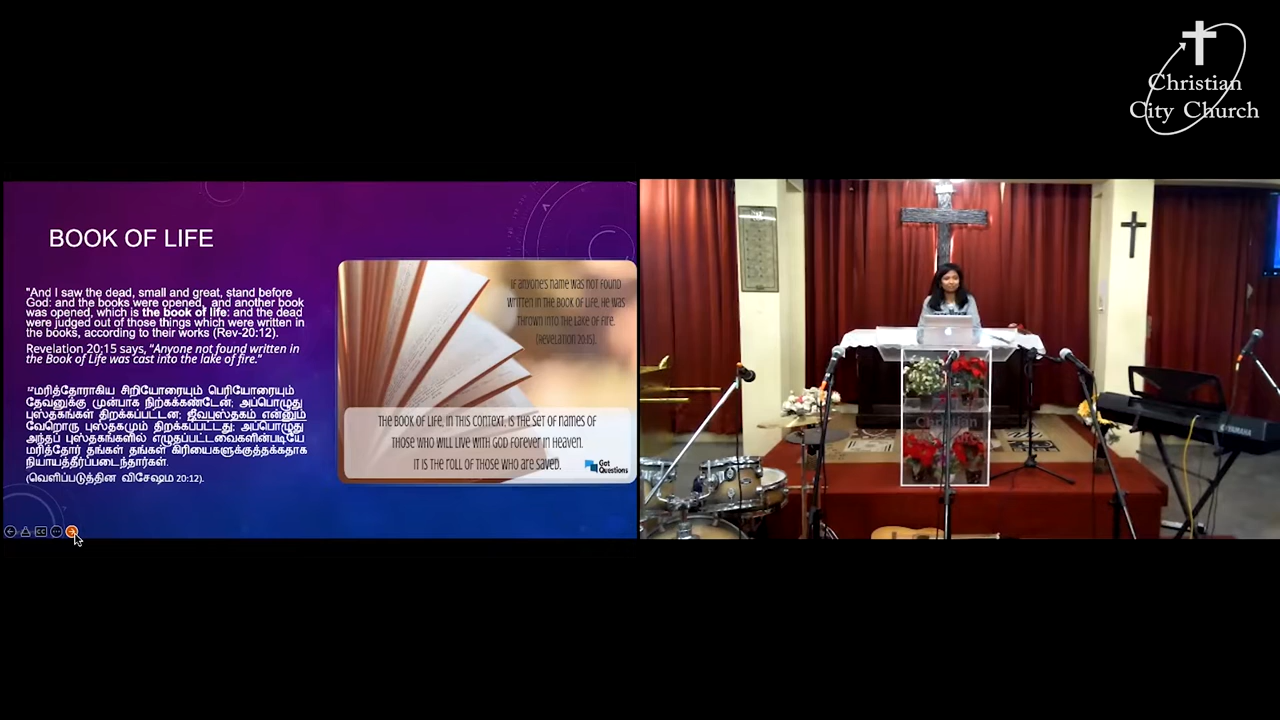 Christian
City Church
BOOK OF LIFE
"And I saw the dead, small and great, stand before
God: and the books were opened, and another book
was opened, which is the book of life: and the dead
were judged out of those things which were written in
the books, according to their works (Rev-20:12).
Revelation 20:15 says, "Anyone not found written in
the Book of Life was cast into the lake of fire."
“மரித்தோராகிய சிறியோரையும் பெரியோரையும்
தேவனுக்கு முன்பாக நிற்கக்கண்டேன்; அப்பொழுது
புஸ்தகங்கள் திறக்கப்பட்டன; ஜீவபுஸ்தகம் என்னும்
வேறொரு புஸ்தகமும் திறக்கப்பட்டது; அப்பொழுது
அந்தப் புஸ்தகங்களில் எழுதப்பட்டவைகளின்படியே
மரித்தோர் தங்கள் தங்கள் கிரியைகளுக்குத்தக்கதாக
நியாயத்தீர்ப்படைந்தார்கள்.
(வெளிப்படுத்தின விசேஷம் 20:12).
If anyone's name was not found
written in the book of life, he was
thrown into the lake of fire.
(Revelation 20:15).
The Book of Life, in this context, is the set of names of
those who will live with God forever in heaven.
It is the roll of those who are saved.
Got
Questions
Christian
YAMAHA